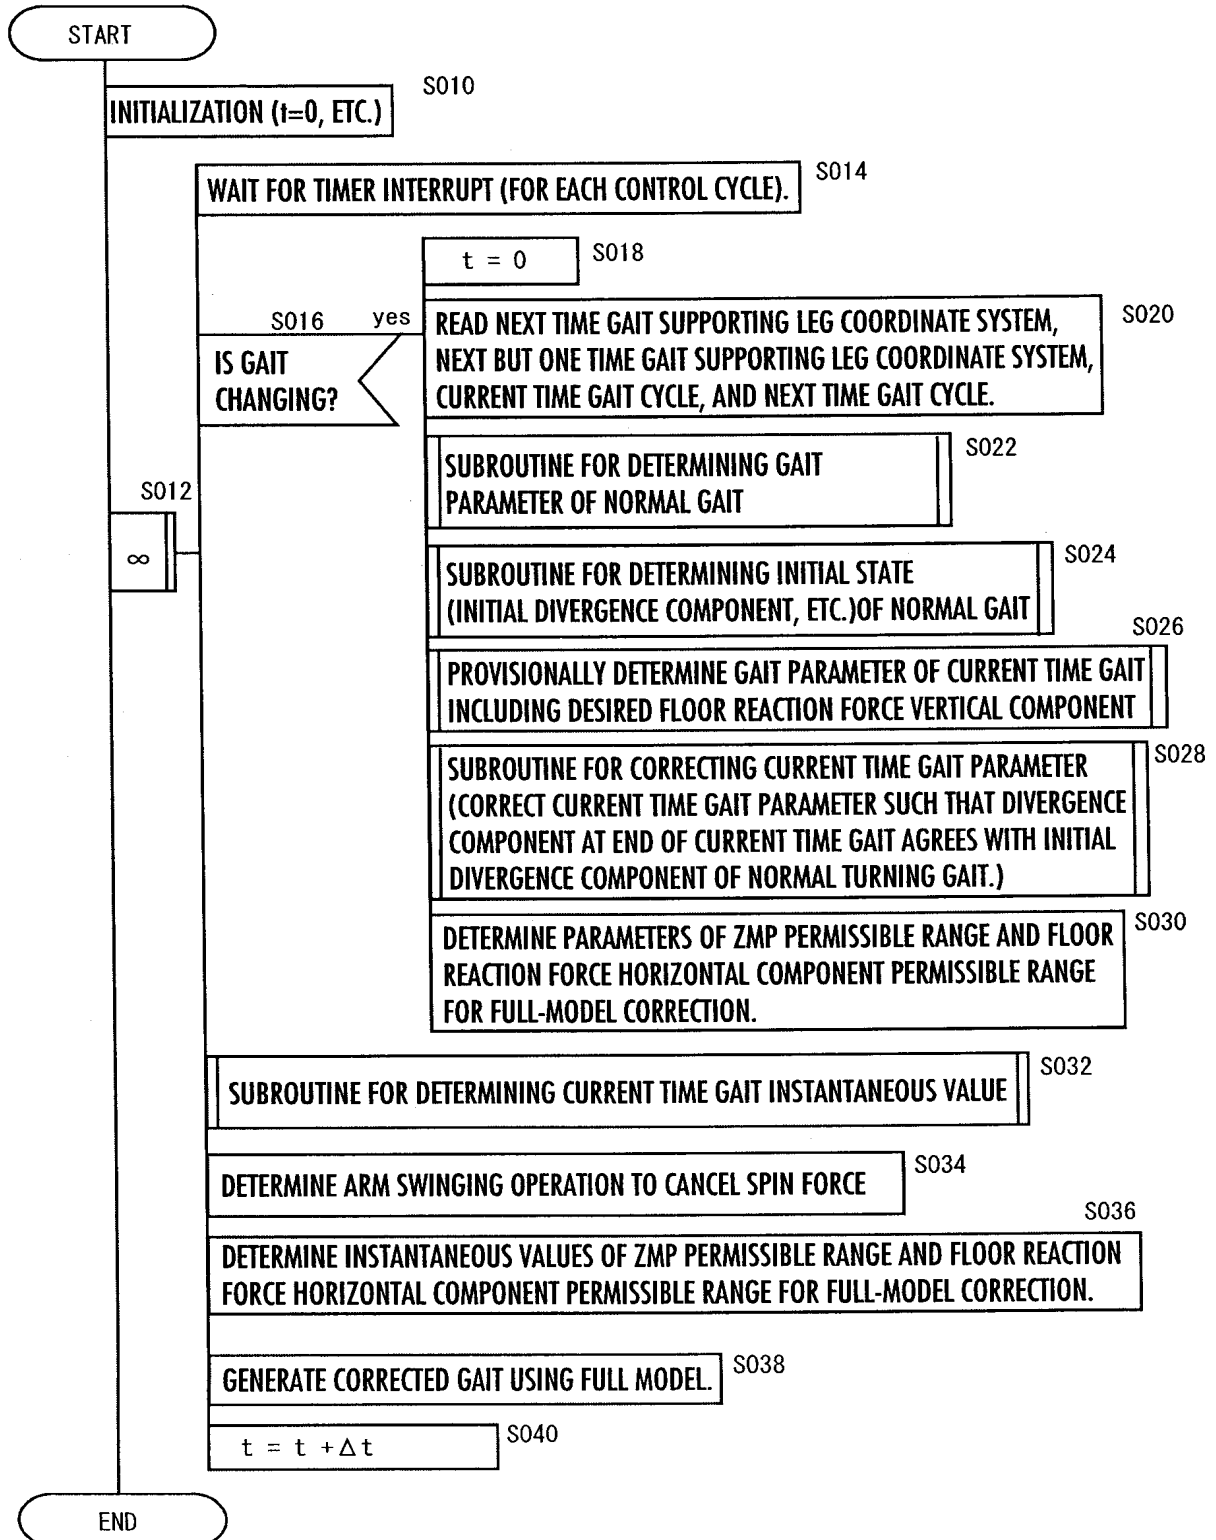 START
S010
INITIALIZATION (t=0, ETC.)
S014
WAIT FOR TIMER INTERRUPT (FOR EACH CONTROL CYCLE).
t = 0
S018
S016
yes
IS GAIT
CHANGING?
READ NEXT TIME GAIT SUPPORTING LEG COORDINATE SYSTEM,
NEXT BUT ONE TIME GAIT SUPPORTING LEG COORDINATE SYSTEM,
CURRENT TIME GAIT CYCLE, AND NEXT TIME GAIT CYCLE.
S020
SUBROUTINE FOR DETERMINING GAIT
PARAMETER OF NORMAL GAIT
S022
S012
∞
SUBROUTINE FOR DETERMINING INITIAL STATE
(INITIAL DIVERGENCE COMPONENT, ETC.)OF NORMAL GAIT
S024
S026
PROVISIONALLY DETERMINE GAIT PARAMETER OF CURRENT TIME GAIT
INCLUDING DESIRED FLOOR REACTION FORCE VERTICAL COMPONENT
S028
SUBROUTINE FOR CORRECTING CURRENT TIME GAIT PARAMETER
(CORRECT CURRENT TIME GAIT PARAMETER SUCH THAT DIVERGENCE
COMPONENT AT END OF CURRENT TIME GAIT AGREES WITH INITIAL
DIVERGENCE COMPONENT OF NORMAL TURNING GAIT.)
S030
DETERMINE PARAMETERS OF ZMP PERMISSIBLE RANGE AND FLOOR
REACTION FORCE HORIZONTAL COMPONENT PERMISSIBLE RANGE
FOR FULL-MODEL CORRECTION.
S032
SUBROUTINE FOR DETERMINING CURRENT TIME GAIT INSTANTANEOUS VALUE
S034
DETERMINE ARM SWINGING OPERATION TO CANCEL SPIN FORCE
S036
DETERMINE INSTANTANEOUS VALUES OF ZMP PERMISSIBLE RANGE AND FLOOR REACTION
FORCE HORIZONTAL COMPONENT PERMISSIBLE RANGE FOR FULL-MODEL CORRECTION.
S038
GENERATE CORRECTED GAIT USING FULL MODEL.
S040
t = t +Δt
END